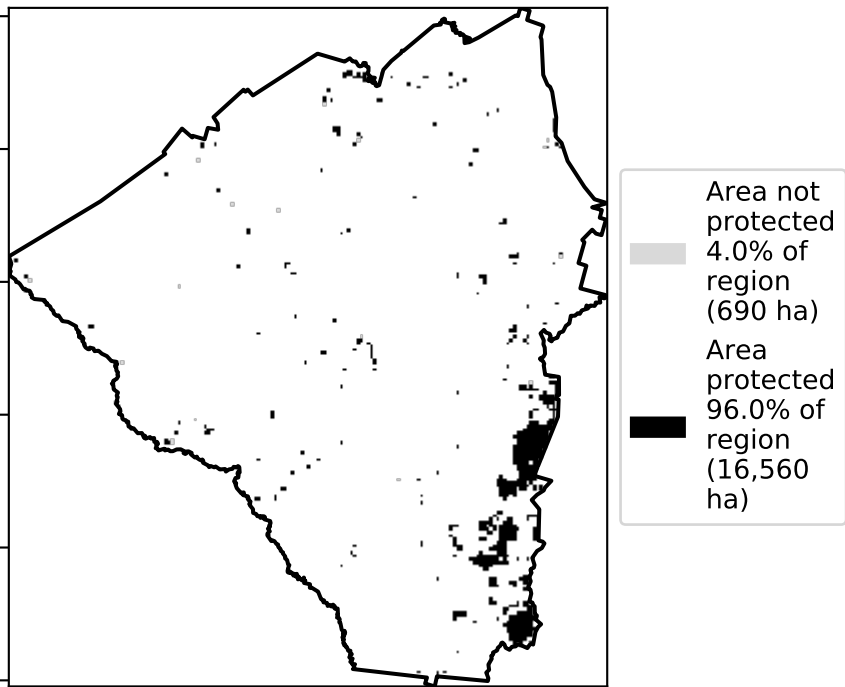 Area not
protected
4.0% of
region
(690 ha)
Area
protected
96.0% of
region
(16,560
ha)